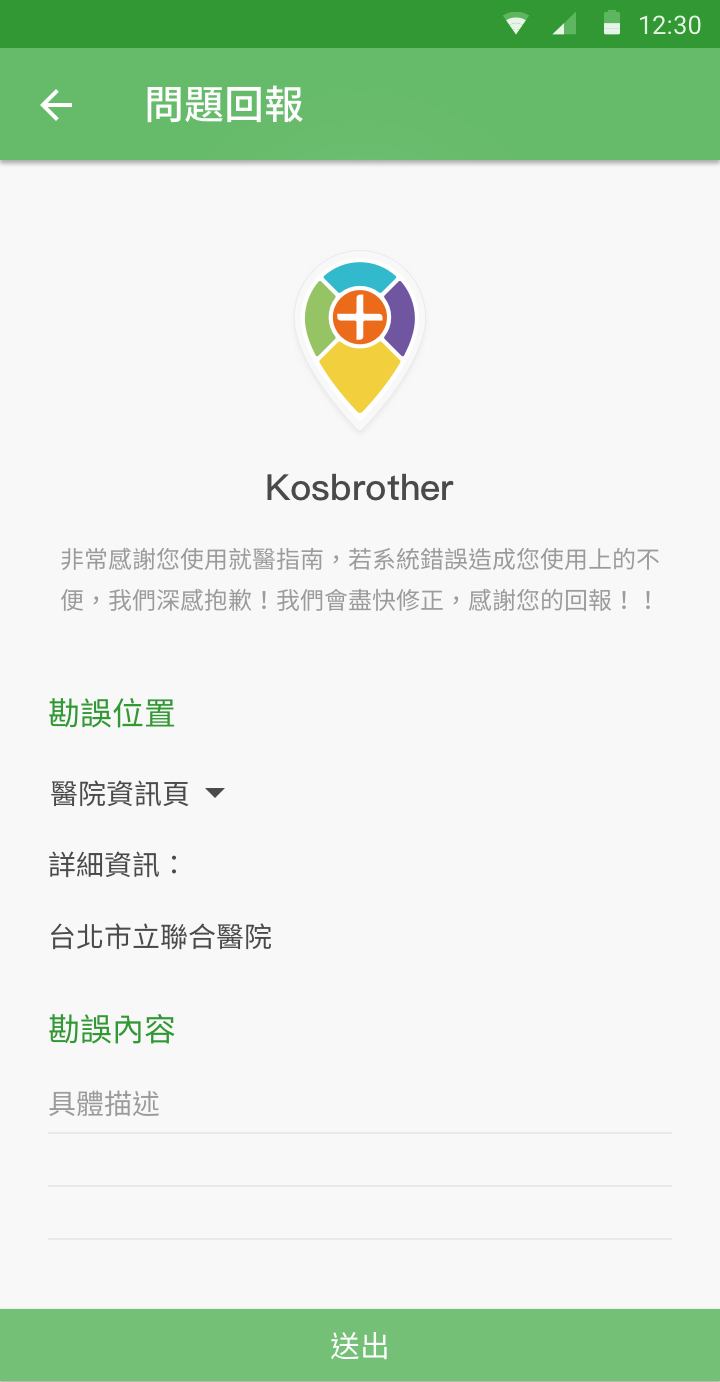 12:30
問題回報
Kosbrother
非常感謝您使用就醫指南，若系統錯誤造成您使用上的不
便，我們深感抱歉！我們會盡快修正，感謝您的回報！！
勘誤位置
醫院資訊頁
詳細資訊：
台北市立聯合醫院
勘誤內容
具體描述
送出